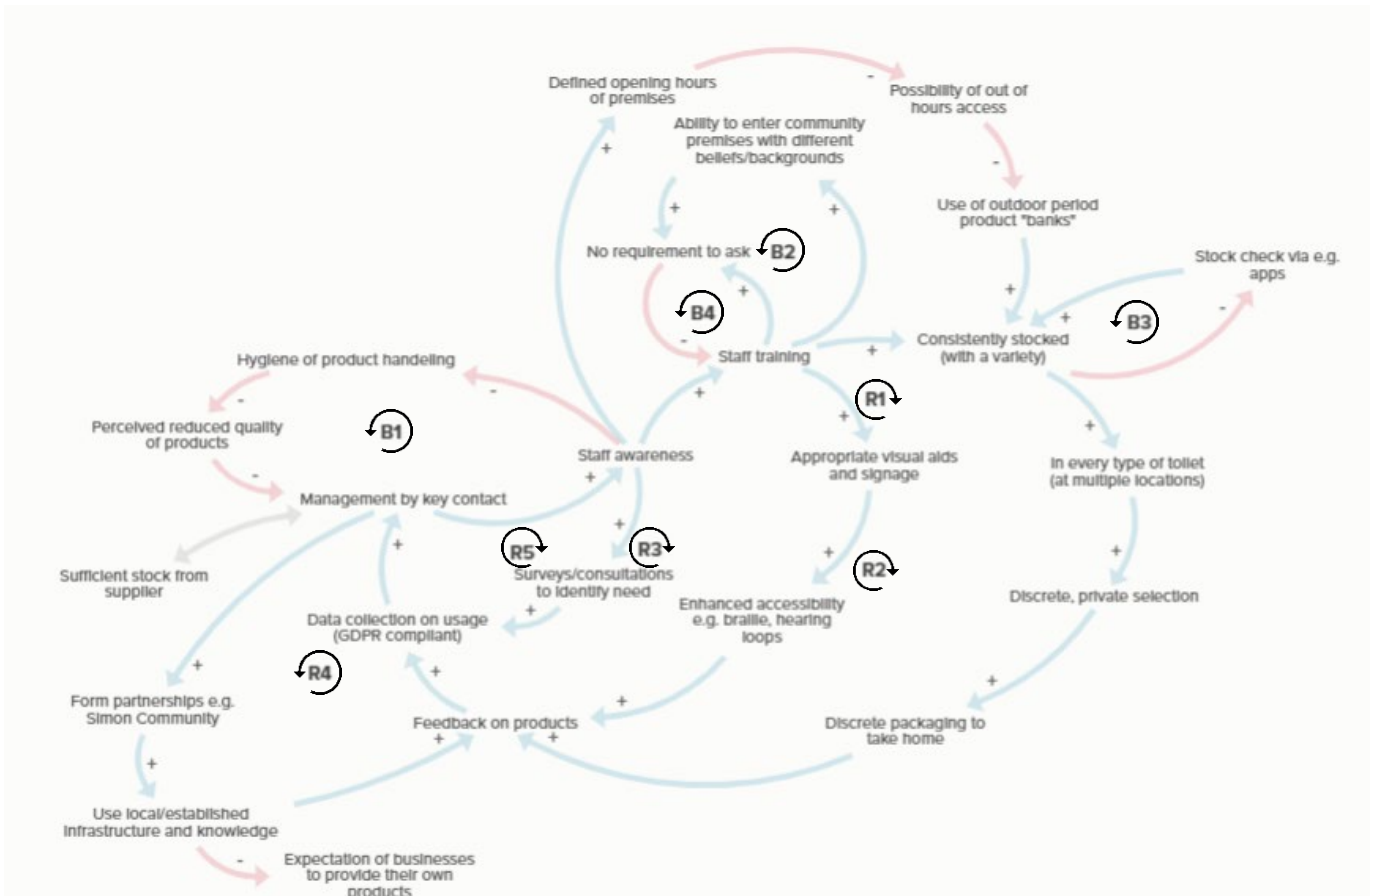 Defined opening hours
of premises
-
Possibility of out of
hours access
+
Ability to enter community
premises with different
beliefs/backgrounds
-
Use of outdoor period
product "banks"
+
+
No requirement to ask
B2
Stock check via e.g.
apps
+
+
B4
-
+
B3
-
Consistently stocked
(with a variety)
+
Staff training
Hygiene of product handeling
-
-
+
R1
+
+
Perceived reduced quality
of products
B1
-
Staff awareness
+
Appropriate visual aids
and signage
In every type of toilet
(at multiple locations)
Management by key contact
+
+
R5
R3
+
+
R2
Sufficient stock from
supplier
Surveys/consultations
to identify need
+
Discrete, private selection
Enhanced accessibility
e.g. braille, hearing
loops
Data collection on usage
(GDPR compliant)
+
R4
+
+
+
Form partnerships e.g.
Simon Community
Feedback on products
+
+
Discrete packaging to
take home
+
Use local/established
infrastructure and knowledge
-
Expectation of businesses
to provide their own
products